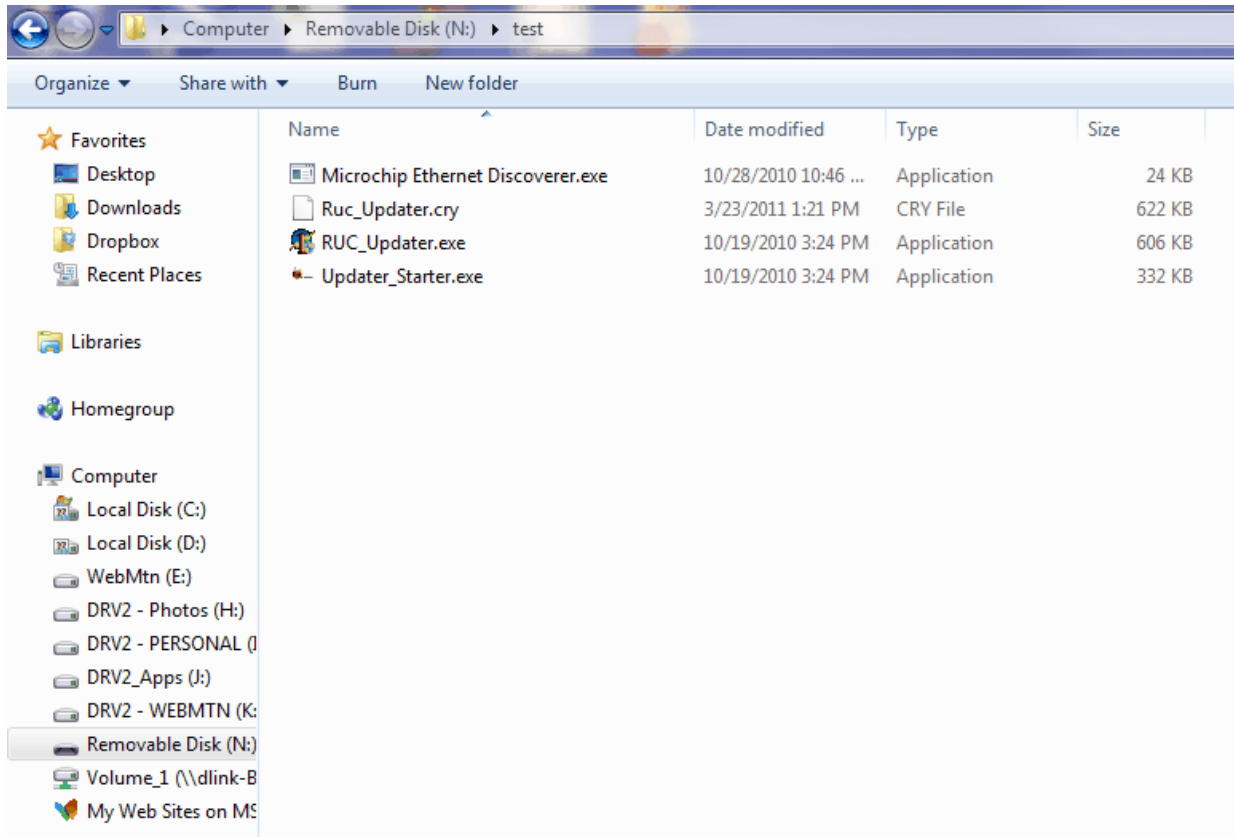 Computer Removable Disk (N:) test
Organize Share with Burn New folder
Favorites
Desktop
Downloads
Dropbox
Recent Places
Libraries
Homegroup
Computer
Local Disk (C:)
Local Disk (D:)
WebMtn (E:)
DRV2 - Photos (H:)
DRV2 - PERSONAL (
DRV2_Apps (J:)
DRV2 - WEBMTN (K:
Removable Disk (N:)
Volume_1 (\\dlink-B
My Web Sites on MS
Name Date modified Type Size
Microchip Ethernet Discoverer.exe 10/28/2010 10:46 ... Application 24 KB
Ruc_Updater.cry 3/23/2011 1:21 PM CRY File 622 KB
RUC_Updater.exe 10/19/2010 3:24 PM Application 606 KB
Updater_Starter.exe 10/19/2010 3:24 PM Application 332 KB